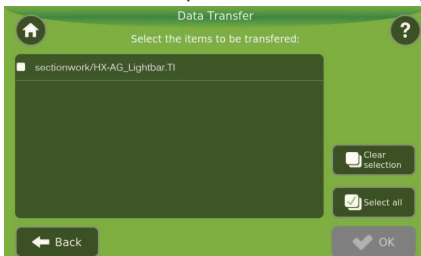 Data Transfer
Select the items to be transfered:
?
sectionwork/HX-AG_Lightbar.TI
Clear
selection
Select all
Back
OK